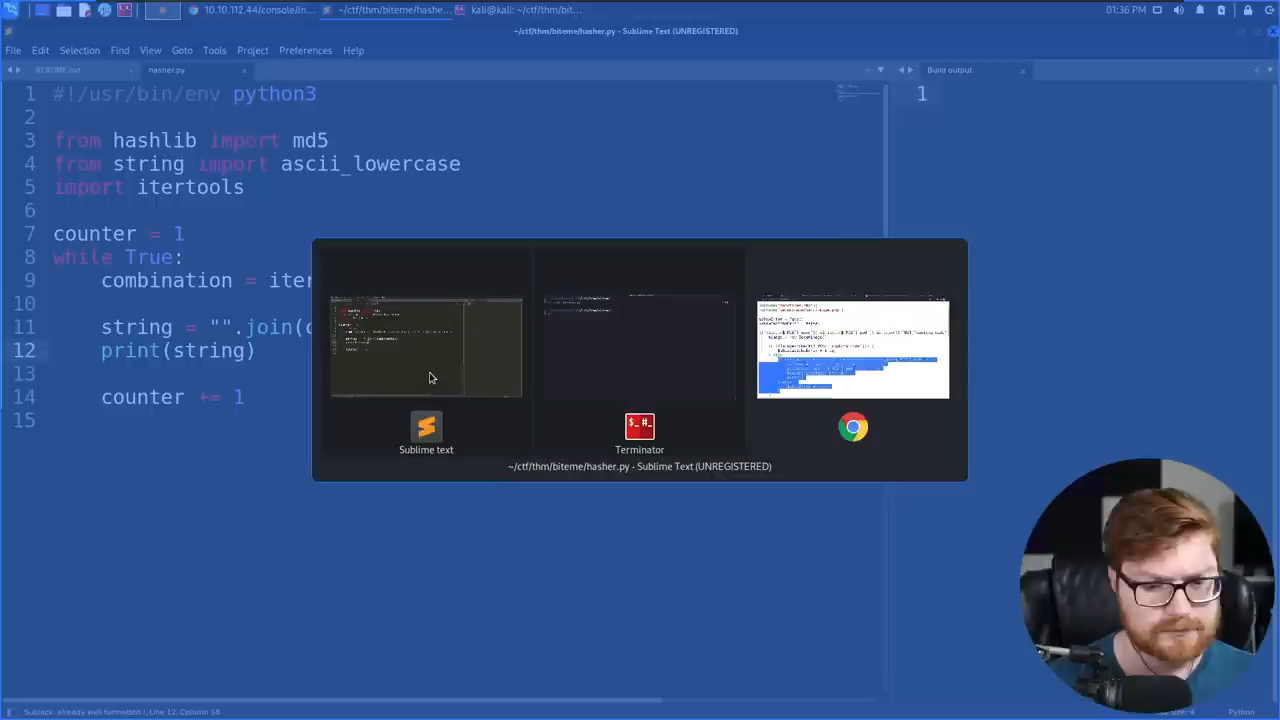 10.10.112.44/console/in...
~/ctf/thm/biteme/hashe...
kali@kali: ~/ctf/thm/bit...
01:36 PM
~/ctf/thm/biteme/hasher.py - Sublime Text (UNREGISTERED)
File Edit Selection Find View Goto Tools Project Preferences Help
README.md
hasher.py
Build output
1 #!/usr/bin/env python3
2
3 from hashlib import md5
4 from string import ascii_lowercase
5 import itertools
6
7 counter = 1
8 while True:
9 combination = iter
10
11 string = "".join(c
12 print(string)
13
14 counter += 1
15
1
Sublime text
Terminator
~/ctf/thm/biteme/hasher.py - Sublime Text (UNREGISTERED)
Line 12, Column 18
Python